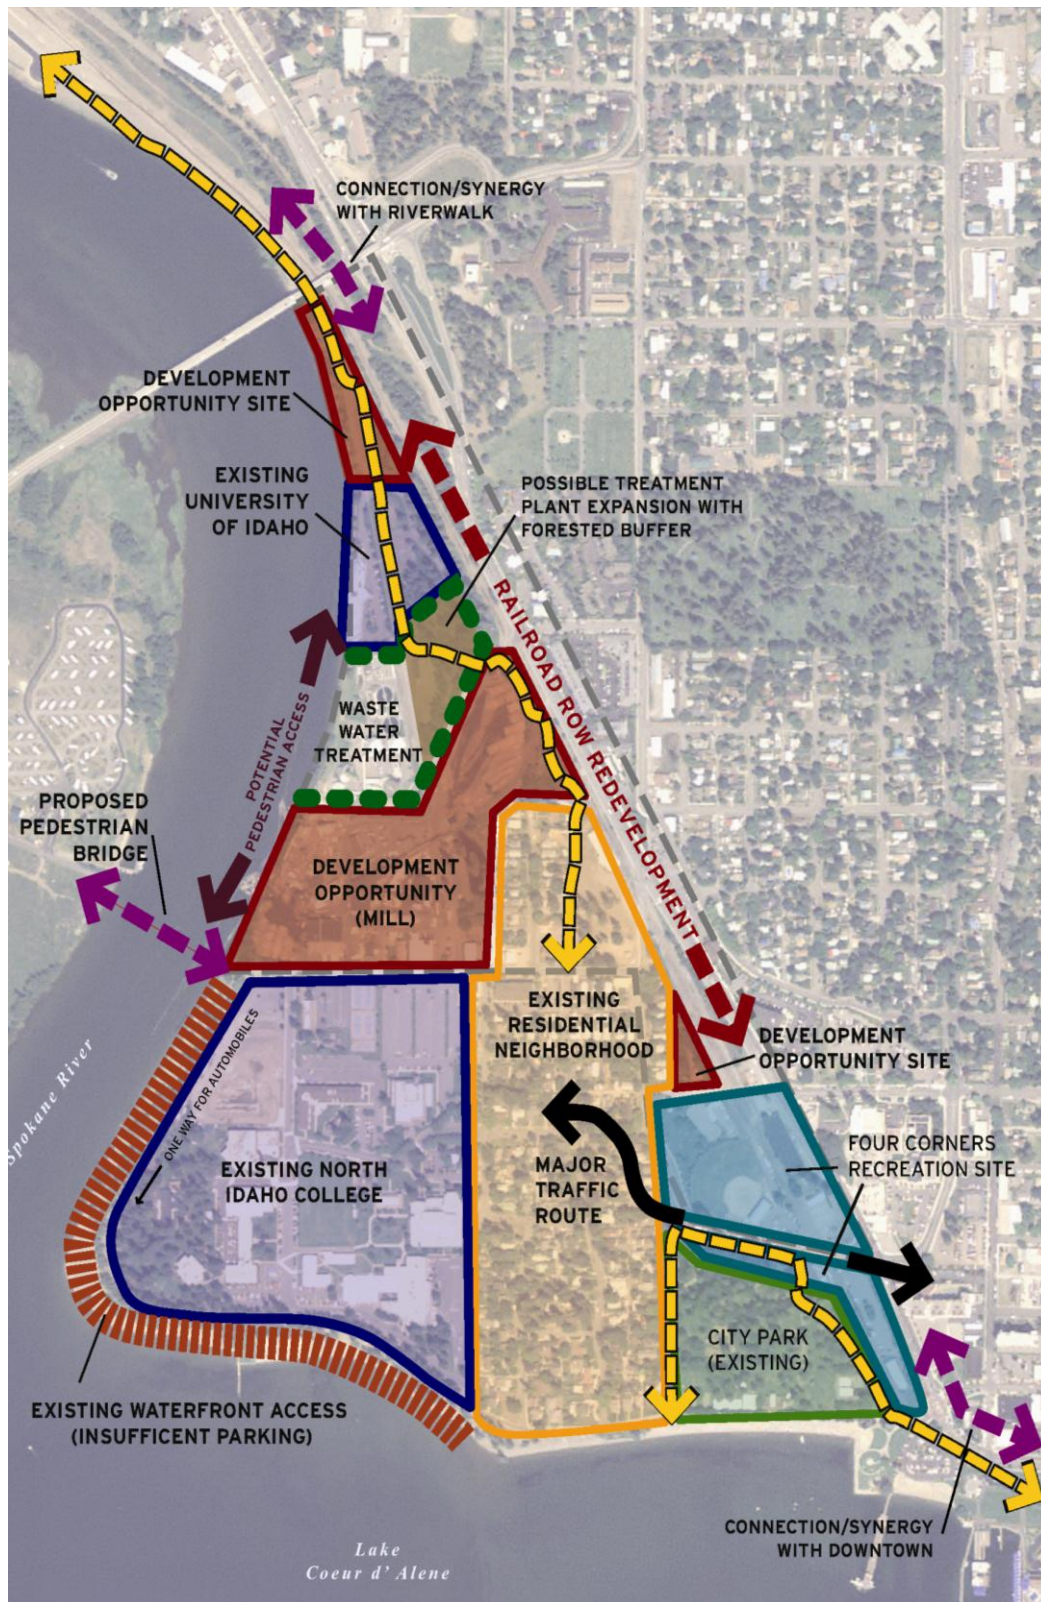 CONNECTION/SYNERGY
WITH RIVERWALK
DEVELOPMENT
OPPORTUNITY SITE
EXISTING
UNIVERSITY
OF IDAHO
POSSIBLE TREATMENT
PLANT EXPANSION WITH
FORESTED BUFFER
RAILROAD ROW REDEVELOPMENT
WASTE
WATER
TREATMENT
POTENTIAL
PEDESTRIAN ACCESS
PROPOSED
PEDESTRIAN
BRIDGE
DEVELOPMENT
OPPORTUNITY
(MILL)
EXISTING
RESIDENTIAL
NEIGHBORHOOD
DEVELOPMENT
OPPORTUNITY SITE
ONE WAY FOR AUTOMOBILES
Spokane River
FOUR CORNERS
RECREATION SITE
MAJOR
TRAFFIC
ROUTE
EXISTING NORTH
IDAHO COLLEGE
CITY PARK
(EXISTING)
EXISTING WATERFRONT ACCESS
(INSUFFICENT PARKING)
CONNECTION/SYNERGY
WITH DOWNTOWN
Lake
Coeur d' Alene